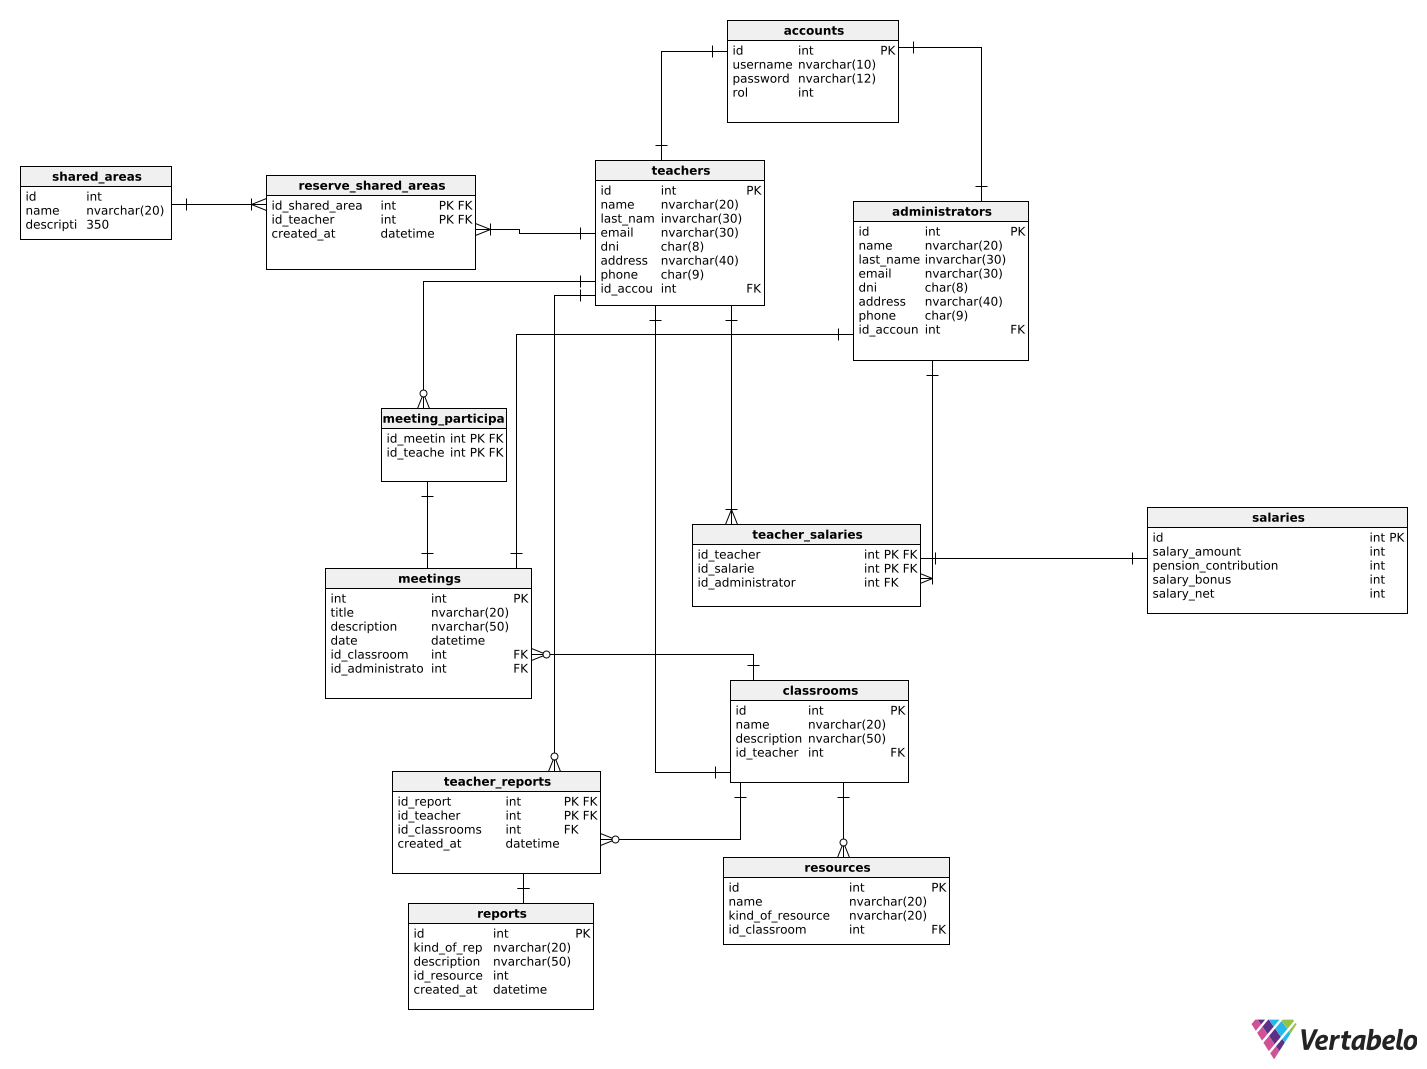 accounts
id int PK
username nvarchar(10)
password nvarchar(12)
rol int
teachers
id int PK
name nvarchar(20)
last_nam invarchar(30)
email nvarchar(30)
dni char(8)
address nvarchar(40)
phone char(9)
id_accou int FK
shared_areas
id int
name nvarchar(20)
descripti 350
reserve_shared_areas
id_shared_area int PK FK
id_teacher int PK FK
created_at datetime
administrators
id int PK
name nvarchar(20)
last_name invarchar(30)
email nvarchar(30)
dni char(8)
address nvarchar(40)
phone char(9)
id_accoun int FK
meeting_participa
id_meetin int PK FK
id_teache int PK FK
salaries
id int PK
salary_amount int
pension_contribution int
salary_bonus int
salary_net int
teacher_salaries
id_teacher int PK FK
id_salarie int PK FK
id_administrator int FK
meetings
int int PK
title nvarchar(20)
description nvarchar(50)
date datetime
id_classroom int FK
id_administrato int FK
classrooms
id int PK
name nvarchar(20)
description nvarchar(50)
id_teacher int FK
teacher_reports
id_report int PK FK
id_teacher int PK FK
id_classrooms int FK
created_at datetime
resources
id int PK
name nvarchar(20)
kind_of_resource nvarchar(20)
id_classroom int FK
reports
id int PK
kind_of_rep nvarchar(20)
description nvarchar(50)
id_resource int
created_at datetime
Vertabelo